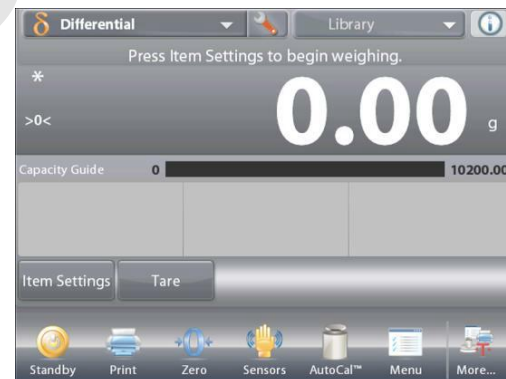 δ Differential Library
Press Item Settings to begin weighing.
*
>0< 0.00 g
Capacity Guide 0 10200.00
Item Settings Tare
Standby Print Zero Sensors AutoCal™ Menu More...